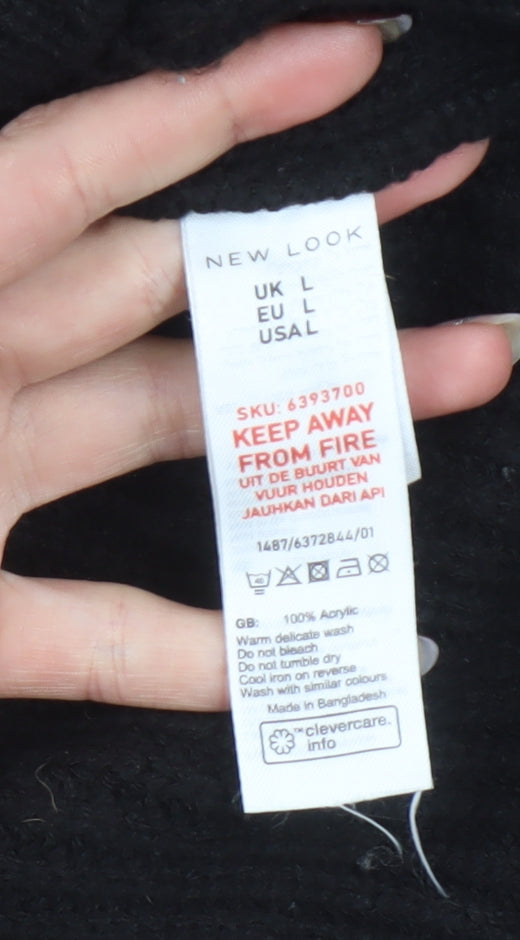 NEW LOOK
UK L
EU L
USA L
SKU: 6393700
KEEP AWAY
FROM FIRE
UIT DE BUURT VAN
VUUR HOUDEN
JAUHKAN DARI API
1487/6372844/01
40
GB: 100% Acrylic
Warm delicate wash
Do not bleach
Do not tumble dry
Cool iron on reverse
Wash with similar colours
Made in Bangladesh
™clevercare.
info